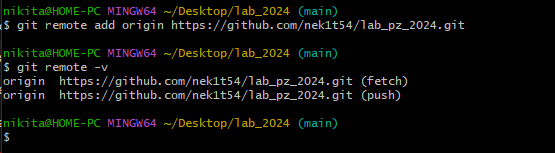 nikita@HOME-PC MINGW64 ~/Desktop/lab_2024 (main)
$ git remote add origin https://github.com/nek1t54/lab_pz_2024.git
nikita@HOME-PC MINGW64 ~/Desktop/lab_2024 (main)
$ git remote -v
origin  https://github.com/nek1t54/lab_pz_2024.git (fetch)
origin  https://github.com/nek1t54/lab_pz_2024.git (push)
nikita@HOME-PC MINGW64 ~/Desktop/lab_2024 (main)
$